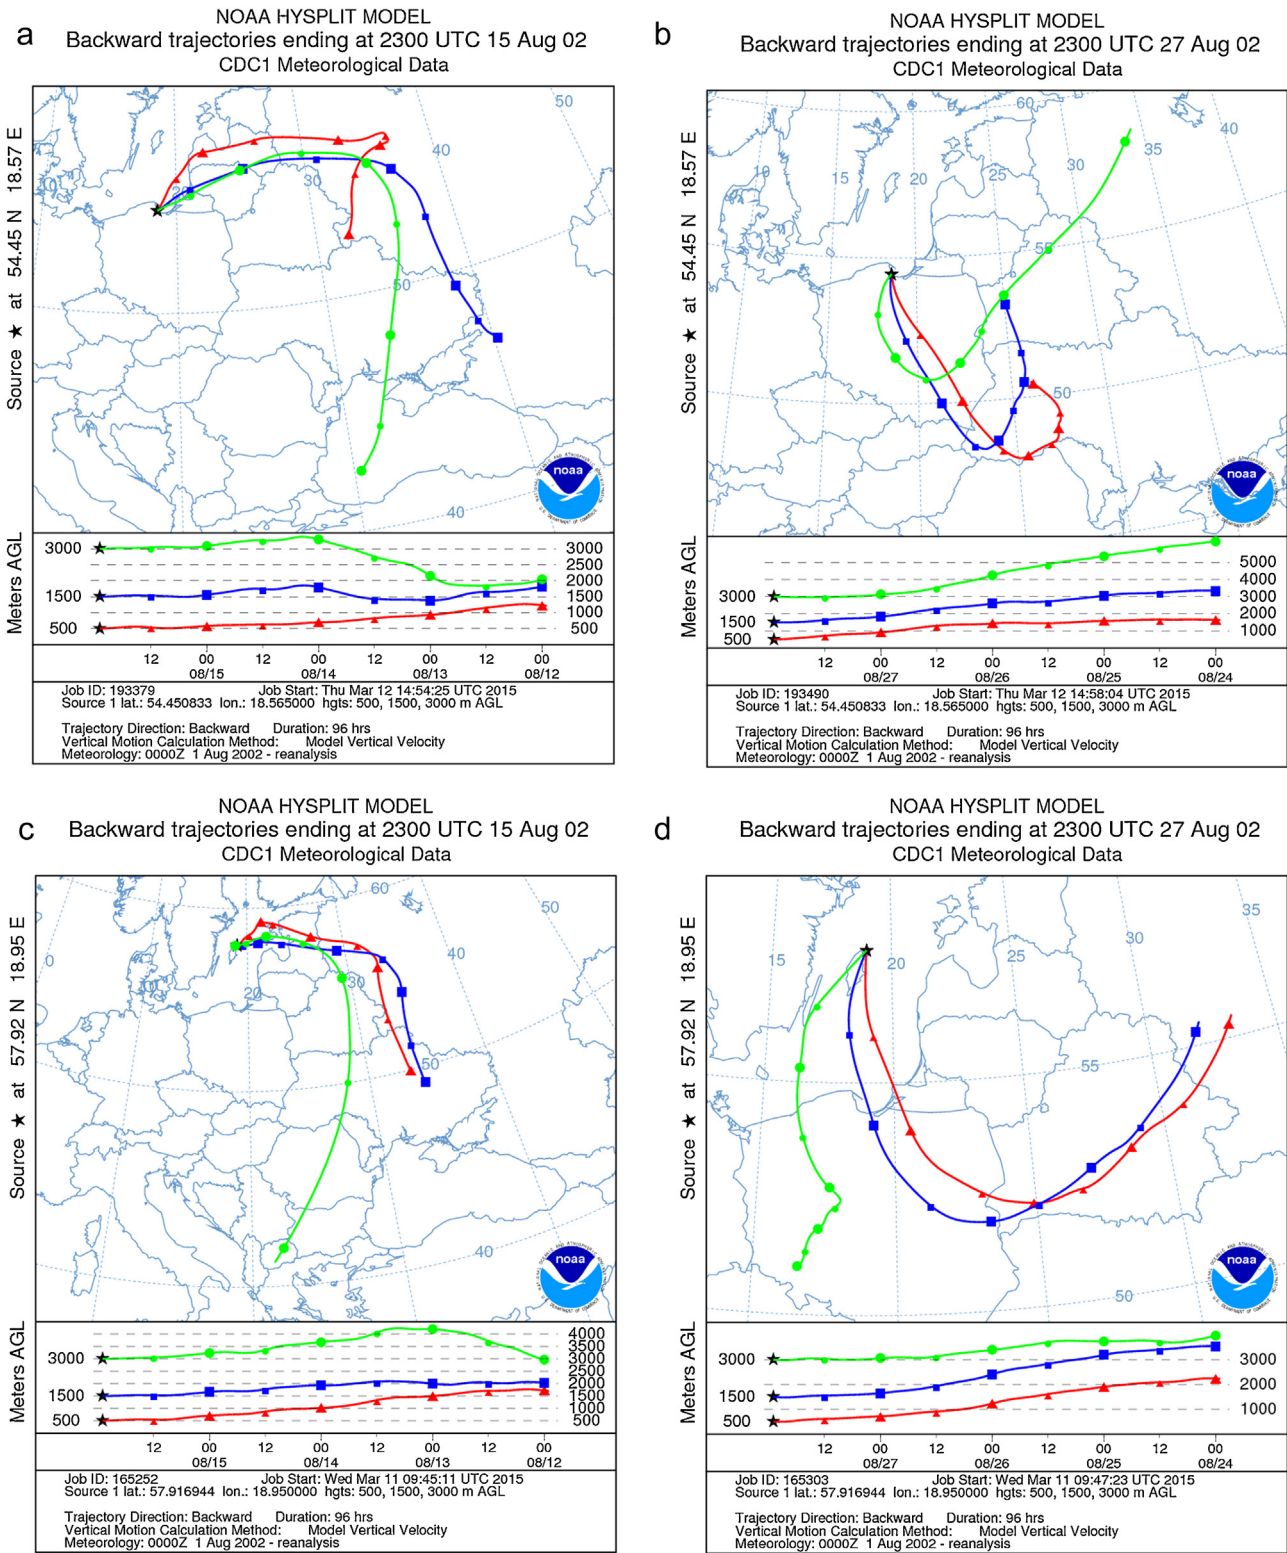 a
NOAA HYSPLIT MODEL
Backward trajectories ending at 2300 UTC 15 Aug 02
CDC1 Meteorological Data
Source ★ at 54.45 N 18.57 E
50
40
10
20
30
50
40
noaa
Meters AGL
3000
1500
500
3000
2500
2000
1500
1000
500
12 00 12 00 12 00 12 00
08/15 08/14 08/13 08/12
Job ID: 193379 Job Start: Thu Mar 12 14:54:25 UTC 2015
Source 1 lat.: 54.450833 lon.: 18.565000 hgts: 500, 1500, 3000 m AGL
Trajectory Direction: Backward Duration: 96 hrs
Vertical Motion Calculation Method: Model Vertical Velocity
Meteorology: 0000Z 1 Aug 2002 - reanalysis
b
NOAA HYSPLIT MODEL
Backward trajectories ending at 2300 UTC 27 Aug 02
CDC1 Meteorological Data
Source ★ at 54.45 N 18.57 E
60
40
35
30
25
20
15
10
55
50
noaa
Meters AGL
3000
1500
500
5000
4000
3000
2000
1000
12 00 12 00 12 00 12 00
08/27 08/26 08/25 08/24
Job ID: 193490 Job Start: Thu Mar 12 14:58:04 UTC 2015
Source 1 lat.: 54.450833 lon.: 18.565000 hgts: 500, 1500, 3000 m AGL
Trajectory Direction: Backward Duration: 96 hrs
Vertical Motion Calculation Method: Model Vertical Velocity
Meteorology: 0000Z 1 Aug 2002 - reanalysis
c
NOAA HYSPLIT MODEL
Backward trajectories ending at 2300 UTC 15 Aug 02
CDC1 Meteorological Data
Source ★ at 57.92 N 18.95 E
60
50
40
0
10
20
30
50
40
noaa
Meters AGL
3000
1500
500
4000
3500
3000
2500
2000
1500
1000
500
12 00 12 00 12 00 12 00
08/15 08/14 08/13 08/12
Job ID: 165252 Job Start: Wed Mar 11 09:45:11 UTC 2015
Source 1 lat.: 57.916944 lon.: 18.950000 hgts: 500, 1500, 3000 m AGL
Trajectory Direction: Backward Duration: 96 hrs
Vertical Motion Calculation Method: Model Vertical Velocity
Meteorology: 0000Z 1 Aug 2002 - reanalysis
d
NOAA HYSPLIT MODEL
Backward trajectories ending at 2300 UTC 27 Aug 02
CDC1 Meteorological Data
Source ★ at 57.92 N 18.95 E
35
30
25
20
15
55
50
noaa
Meters AGL
3000
1500
500
3000
2000
1000
12 00 12 00 12 00 12 00
08/27 08/26 08/25 08/24
Job ID: 165303 Job Start: Wed Mar 11 09:47:23 UTC 2015
Source 1 lat.: 57.916944 lon.: 18.950000 hgts: 500, 1500, 3000 m AGL
Trajectory Direction: Backward Duration: 96 hrs
Vertical Motion Calculation Method: Model Vertical Velocity
Meteorology: 0000Z 1 Aug 2002 - reanalysis